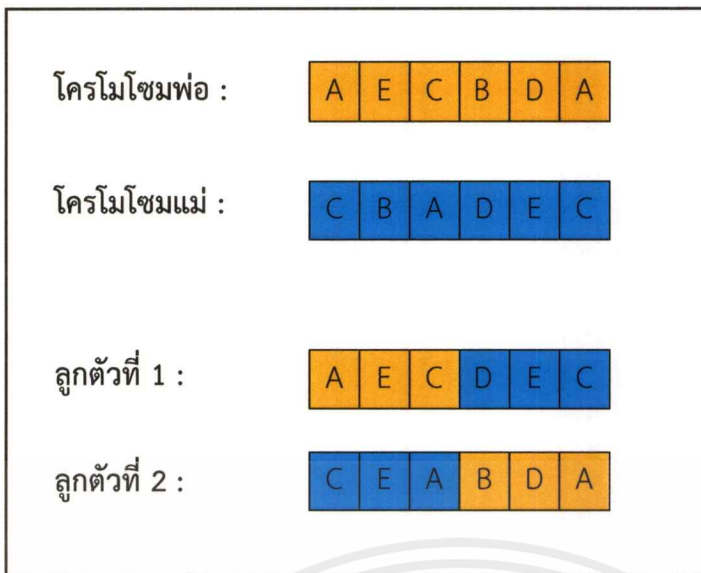 โครโมโซมพ่อ : A E C B D A
โครโมโซมแม่ : C B A D E C
ลูกตัวที่ 1 : A E C D E C
ลูกตัวที่ 2 : C E A B D A